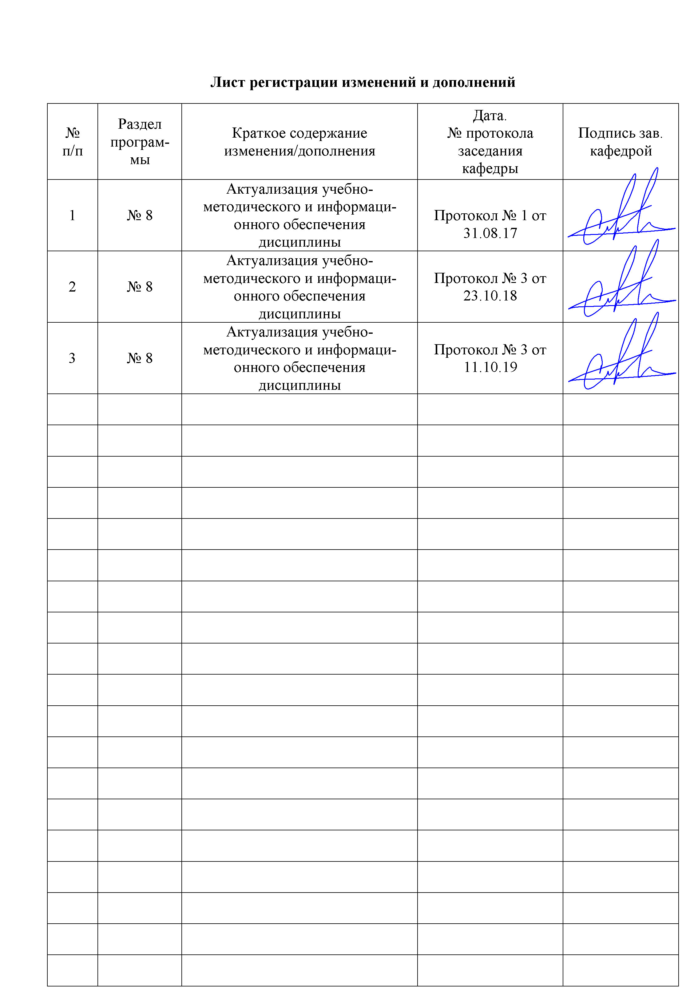 Лист регистрации изменений и дополнений
№
п/п
Раздел
програм-
мы
Краткое содержание
изменения/дополнения
Дата.
№ протокола
заседания
кафедры
Подпись зав.
кафедрой
1
№ 8
Актуализация учебно-
методического и информаци-
онного обеспечения
дисциплины
Протокол № 1 от
31.08.17
2
№ 8
Актуализация учебно-
методического и информаци-
онного обеспечения
дисциплины
Протокол № 3 от
23.10.18
3
№ 8
Актуализация учебно-
методического и информаци-
онного обеспечения
дисциплины
Протокол № 3 от
11.10.19